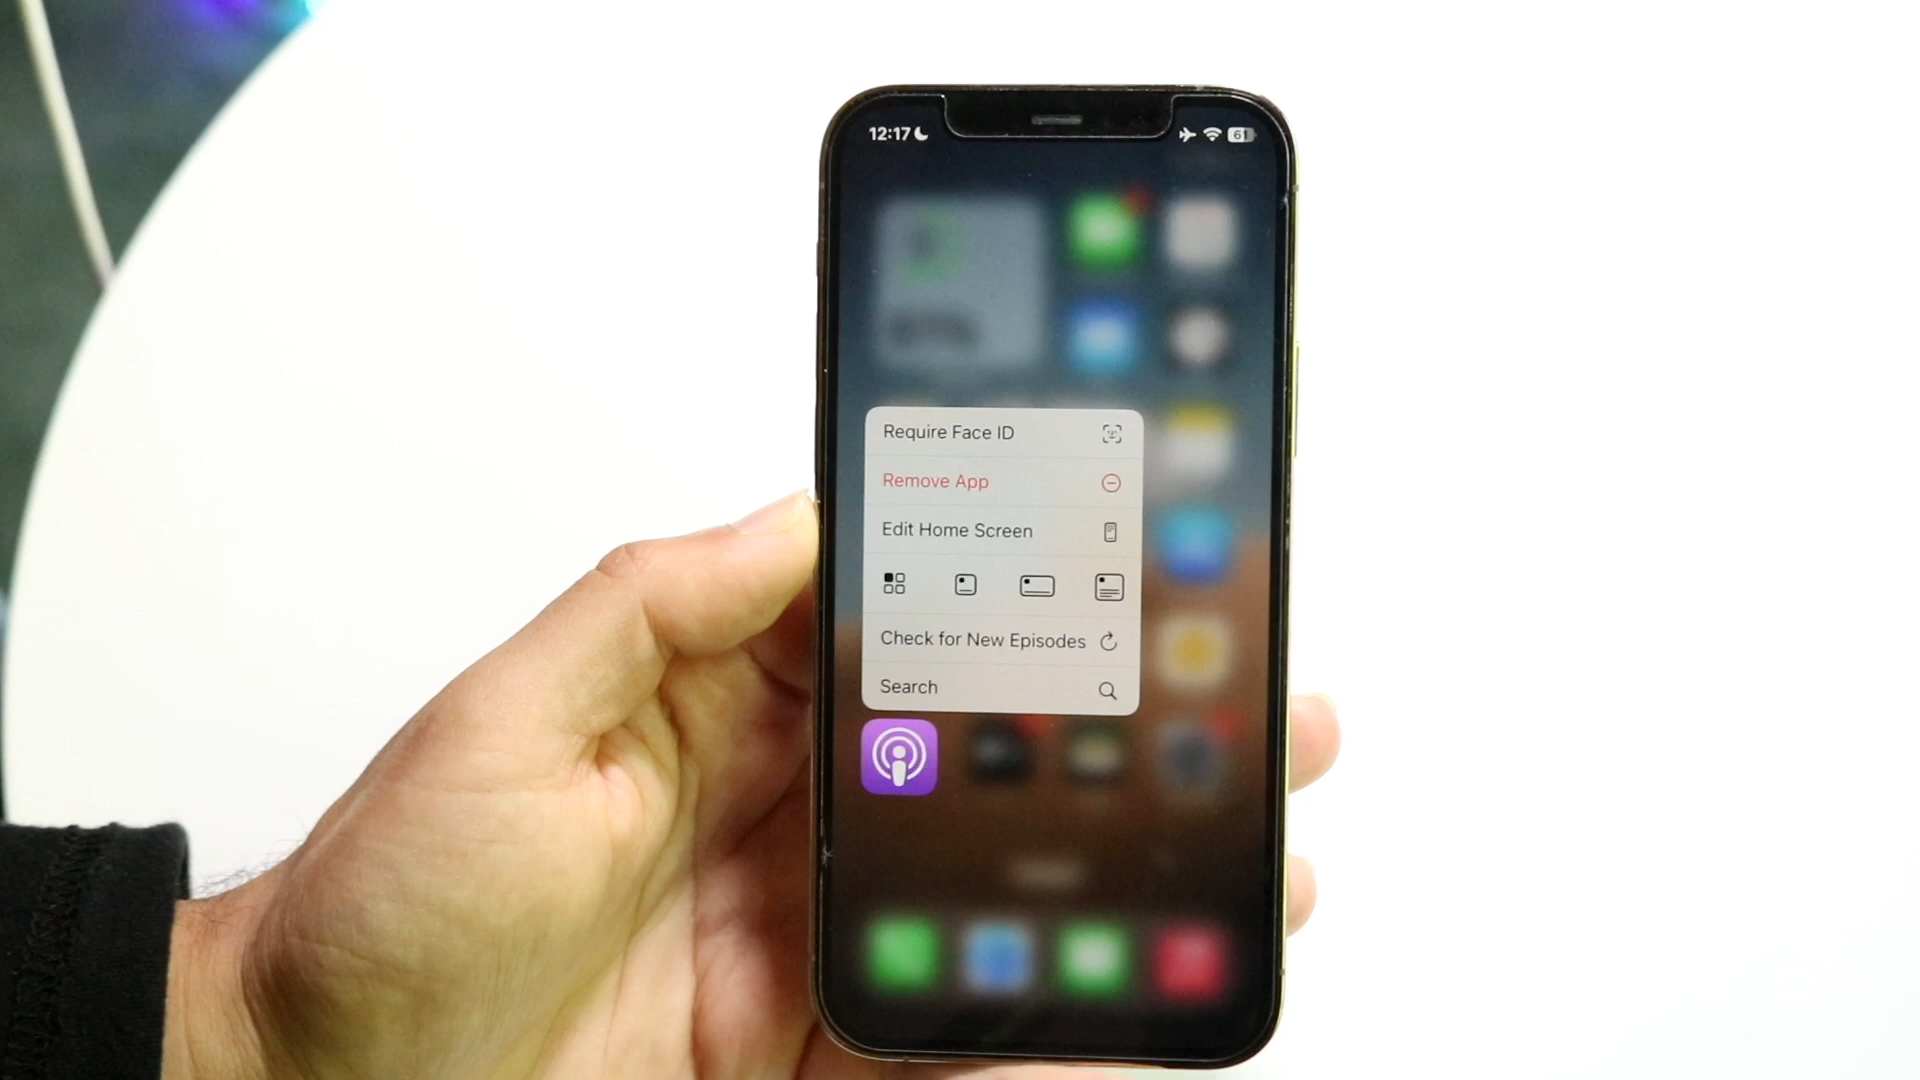 12:17
61
Require Face ID
Remove App
Edit Home Screen
Check for New Episodes
Search